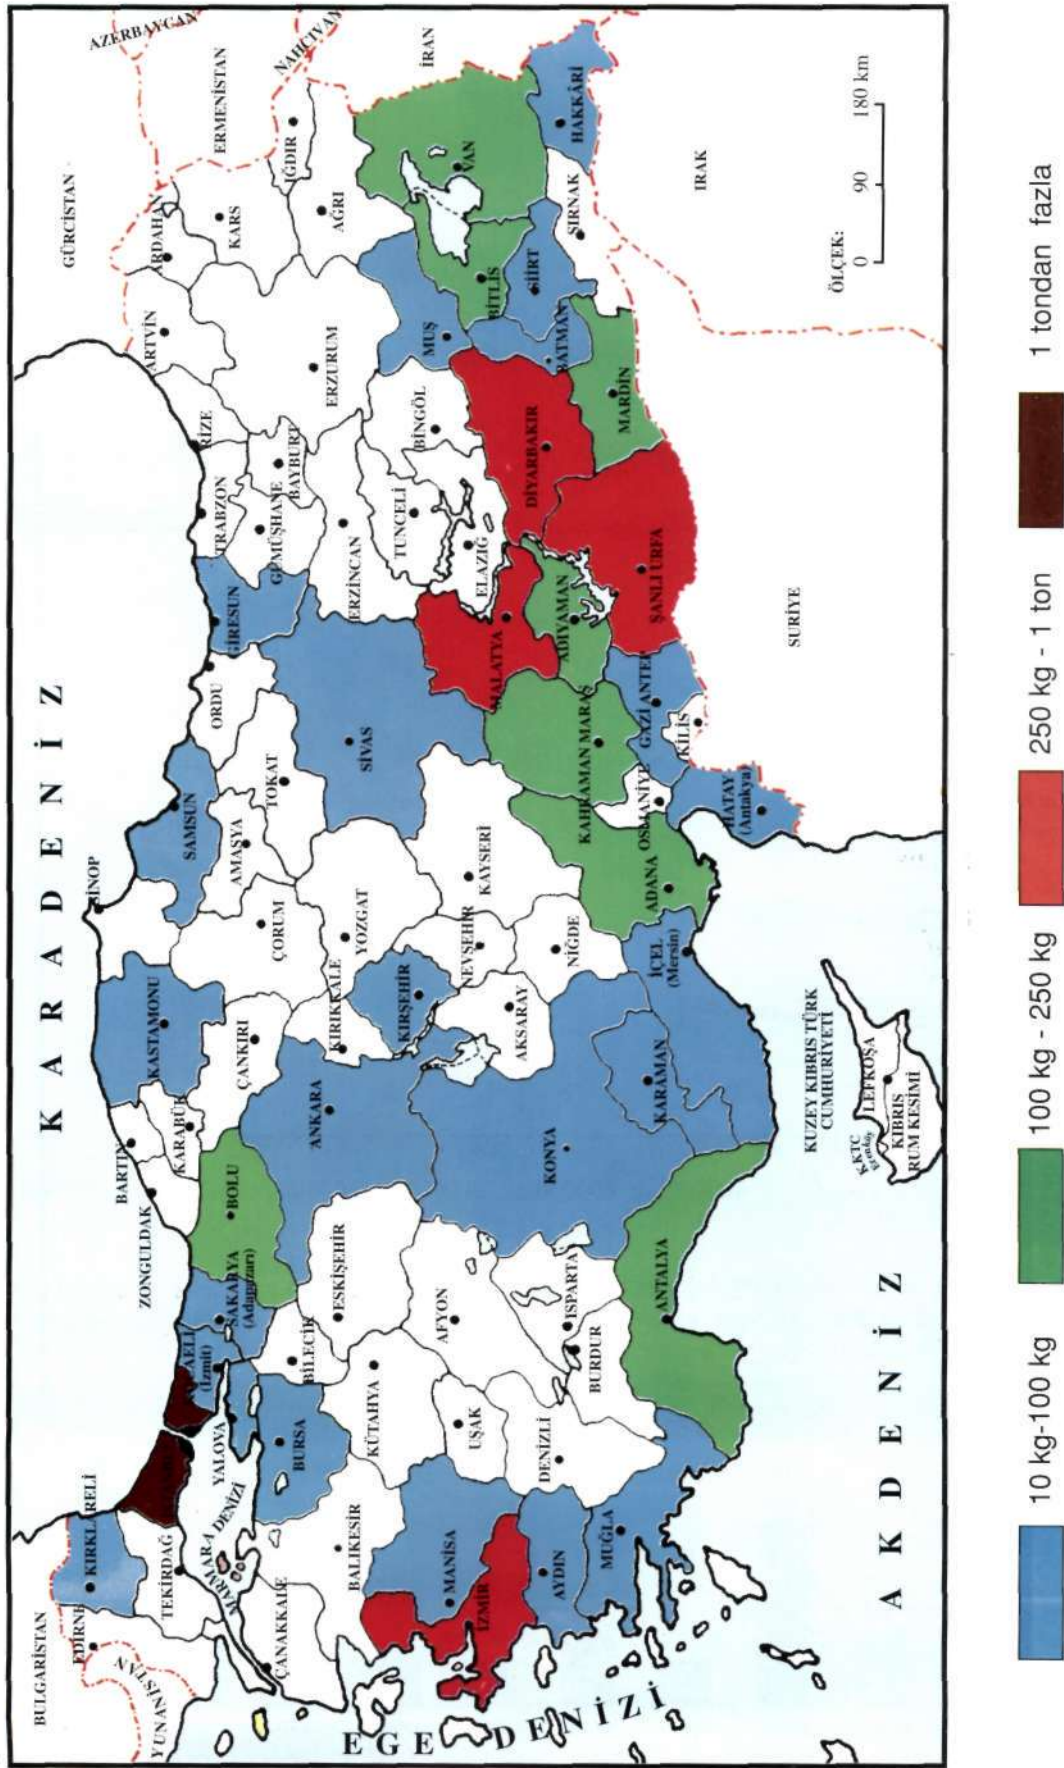 KARADENİZ
BULGARİSTAN
YUNANİSTAN
GÜRCİSTAN
AZERBAYCAN
ERMENİSTAN
NAHÇIVAN
İRAN
IRAK
SURİYE
EDİRNE
KIRKLARELİ
TEKİRDAĞ
MARMARA DENİZİ
ÇANAKKALE
BALIKESİR
YALOVA
(İzmit)
SAKARYA
(Adapazarı)
BURSA
BİLECİK
KÜTAHYA
ESKİŞEHİR
BOLU
ZONGULDAK
BARTIN
KARABÜK
KASTAMONU
ÇANKIRI
ANKARA
KIRIKKALE
KIRŞEHİR
SİNOP
SAMSUN
AMASYA
ÇORUM
YOZGAT
TOKAT
ORDU
GİRESUN
SİVAS
TRABZON
GÜMÜŞHANE
BAYBURT
RİZE
ARTVİN
ARDAHAN
KARS
IĞDIR
AĞRI
ERZURUM
ERZİNCAN
TUNCELİ
BİNGÖL
ELAZIĞ
MUŞ
BİTLİS
VAN
HAKKÂRİ
SİİRT
ŞIRNAK
BATMAN
MARDİN
DİYARBAKIR
ŞANLI URFA
MALATYA
ADIYAMAN
KAHRAMAN MARAŞ
GAZİ ANTEP
KİLİS
OSMANİYE
HATAY
(Antakya)
ADANA
KAYSERİ
NEVŞEHİR
NİĞDE
AKSARAY
İÇEL
(Mersin)
KARAMAN
KONYA
AFYON
ISPARTA
BURDUR
ANTALYA
UŞAK
DENİZLİ
MANİSA
İZMİR
AYDIN
MUĞLA
EGE DENİZİ
AKDENİZ
KUZEY KIBRIS TÜRK
CUMHURİYETİ
KKTC
Erenköy
LEFKOŞA
KIBRIS
RUM KESİMİ
ÖLÇEK:
0 90 180 km
10 kg-100 kg
100 kg - 250 kg
250 kg - 1 ton
1 tondan fazla